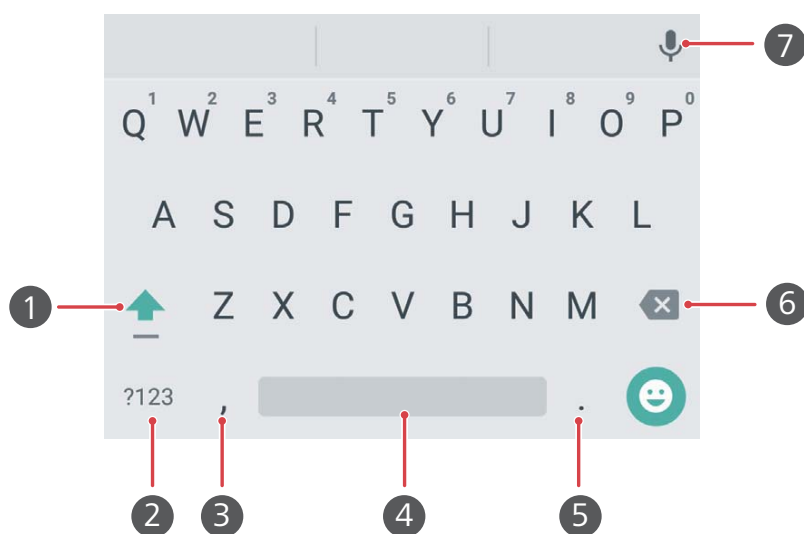 7
1 2 3 4 5 6 7 8 9 0
Q W E R T Y U I O P
A S D F G H J K L
1 Z X C V B N M 6
?123 , .
2 3 4 5